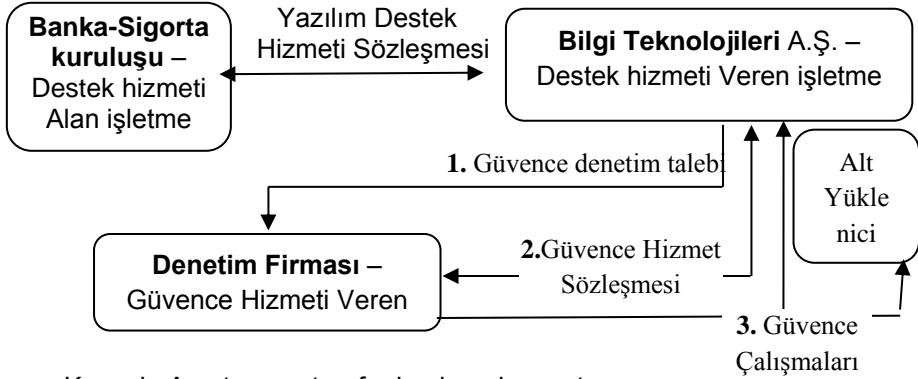 Banka-Sigorta
kuruluşu –
Destek hizmeti
Alan işletme
Yazılım Destek
Hizmeti Sözleşmesi
Bilgi Teknolojileri A.Ş. –
Destek hizmeti Veren işletme
1. Güvence denetim talebi
Alt
Yükle
nici
Denetim Firması –
Güvence Hizmeti Veren
2.Güvence Hizmet
Sözleşmesi
3. Güvence
Çalışmaları